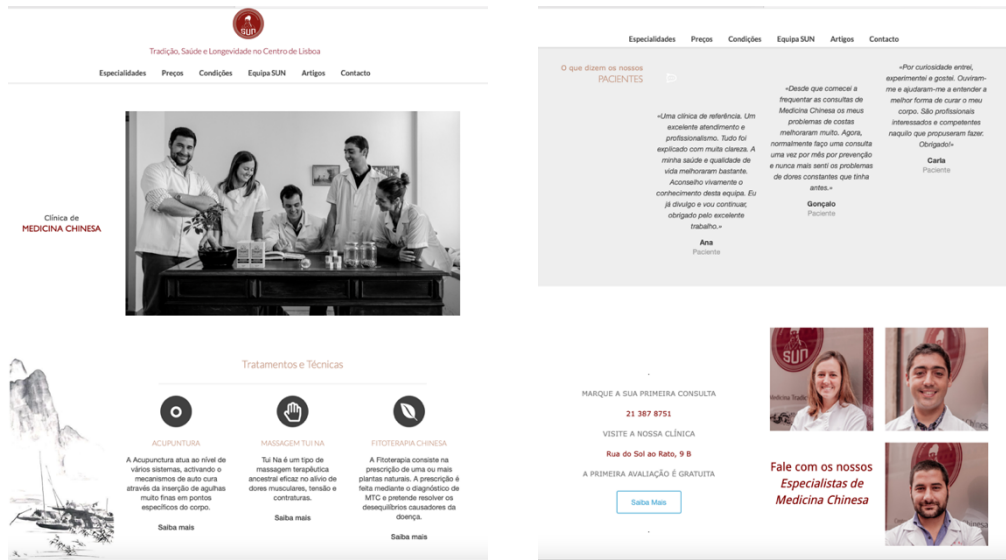 SUN
Tradição, Saúde e Longevidade no Centro de Lisboa
Especialidades Preços Condições Equipa SUN Artigos Contacto
Clínica de
MEDICINA CHINESA
Tratamentos e Técnicas
ACUPUNTURA
A Acupuntura atua ao nível de
vários sistemas, activando o
mecanismos de auto cura
através da inserção de agulhas
muito finas em pontos
específicos do corpo.
Saiba mais
MASSAGEM TUI NA
Tui Na é um tipo de
massagem terapêutica
ancestral eficaz no alívio de
dores musculares, tensão e
contraturas.
Saiba mais
FITOTERAPIA CHINESA
A Fitoterapia consiste na
prescrição de uma ou mais
plantas naturais. A prescrição é
feita mediante o diagnóstico de
MTC e pretende resolver os
desequilíbrios causadores da
doença.
Saiba mais
Especialidades Preços Condições Equipa SUN Artigos Contacto
O que dizem os nossos
PACIENTES
«Uma clínica de referência. Um
excelente atendimento e
profissionalismo. Tudo foi
explicado com muita clareza. A
minha saúde e qualidade de
vida melhoraram bastante.
Aconselho vivamente o
conhecimento desta equipa. Eu
já divulgo e vou continuar,
obrigado pelo excelente
trabalho.»
Ana
Paciente
«Desde que comecei a
frequentar as consultas de
Medicina Chinesa os meus
problemas de costas
melhoraram muito. Agora,
normalmente faço uma consulta
uma vez por mês por prevenção
e nunca mais senti os problemas
de dores constantes que tinha
antes.»
Gonçalo
Paciente
«Por curiosidade entrei,
experimentei e gostei. Ouviram-
me e ajudaram-me a entender a
melhor forma de curar o meu
corpo. São profissionais
interessados e competentes
naquilo que propuseram fazer.
Obrigado!»
Carla
Paciente
MARQUE A SUA PRIMEIRA CONSULTA
21 387 8751
VISITE A NOSSA CLÍNICA
Rua do Sol ao Rato, 9 B
A PRIMEIRA AVALIAÇÃO É GRATUITA
Saiba Mais
SUN
Fale com os nossos
Especialistas de
Medicina Chinesa